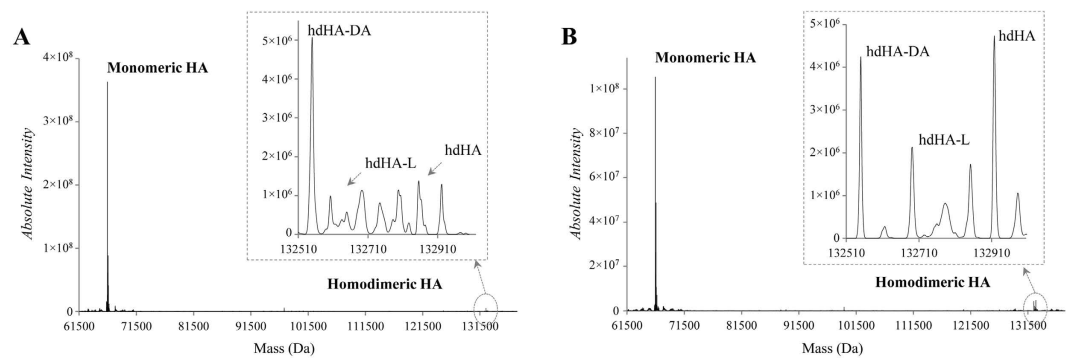 A
hdHA-DA
5×10⁶
4×10⁸
Monomeric HA
4×10⁶
3×10⁸
3×10⁶
hdHA-L
hdHA
2×10⁶
2×10⁸
1×10⁶
0
132510 132710 132910
1×10⁸
Homodimeric HA
0
61500 71500 81500 91500 101500 111500 121500 131500
Mass (Da)
Absolute Intensity
B
hdHA
5×10⁶
hdHA-DA
Monomeric HA
4×10⁶
1×10⁸
3×10⁶
hdHA-L
8×10⁷
2×10⁶
1×10⁶
6×10⁷
0
132510 132710 132910
4×10⁷
Homodimeric HA
2×10⁷
0
61500 71500 81500 91500 101500 111500 121500 131500
Mass (Da)
Absolute Intensity